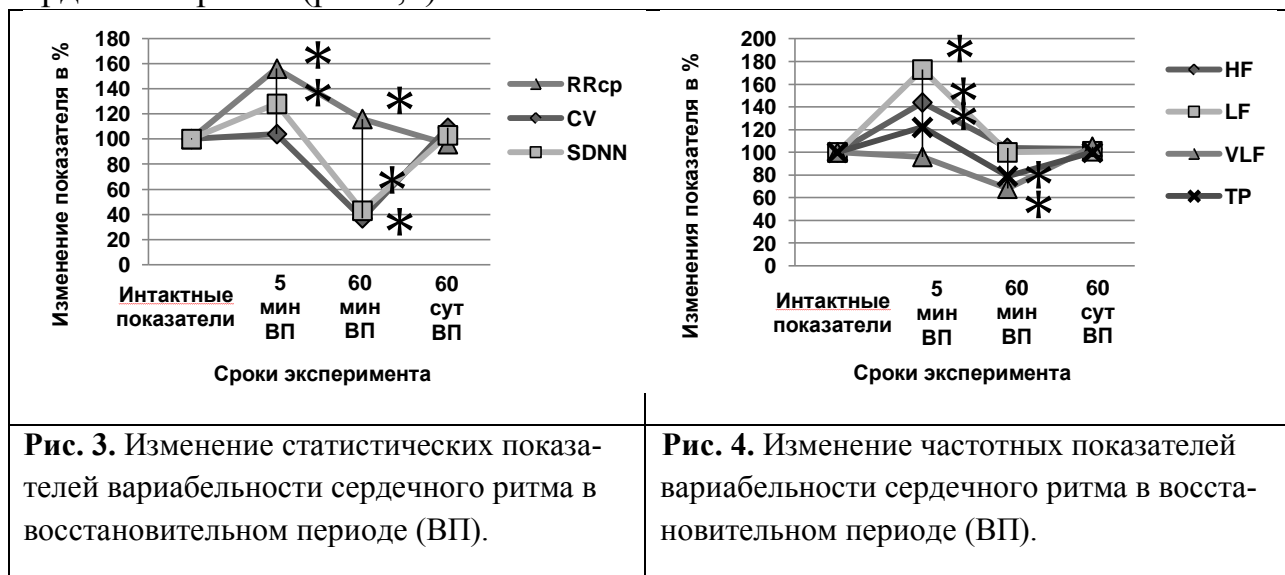 180
160
140
120
100
80
60
40
20
0
Изменение показателя в %
Интактные
показатели
5
мин
ВП
60
мин
ВП
60
сут
ВП
Сроки эксперимента
RRср
CV
SDNN
200
180
160
140
120
100
80
60
40
20
0
Изменения показателя в %
Интактные
показатели
5
мин
ВП
60
мин
ВП
60
сут
ВП
Сроки эксперимента
HF
LF
VLF
TP
Рис. 3. Изменение статистических показа-
телей вариабельности сердечного ритма в
восстановительном периоде (ВП).
Рис. 4. Изменение частотных показателей
вариабельности сердечного ритма в восста-
новительном периоде (ВП).